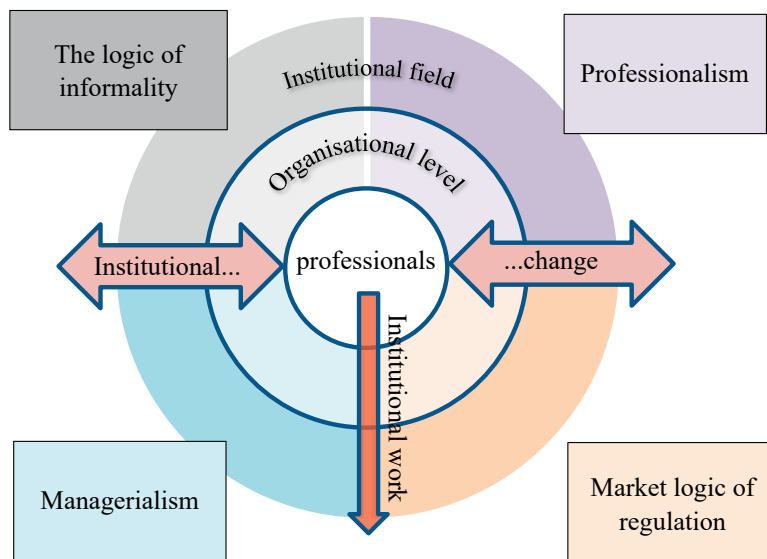 The logic of
informality
Institutional field
Professionalism
Organisational level
Institutional...
professionals
...change
Institutional work
Managerialism
Market logic of
regulation